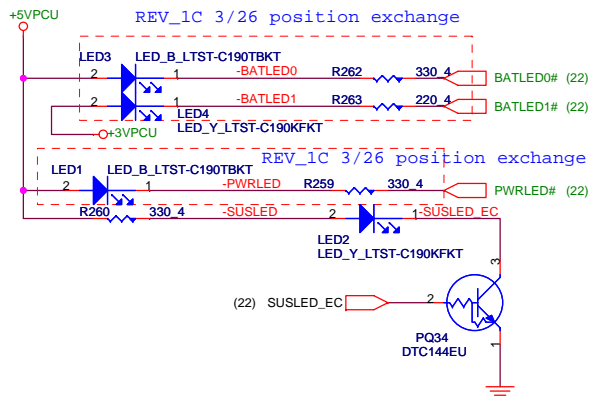 +5VPCU
REV_1C 3/26 position exchange
LED3 LED_B_LTST-C190TBKT
2 1 -BATLED0 R262 330_4 BATLED0# (22)
2 1 -BATLED1 R263 220_4 BATLED1# (22)
LED4
LED_Y_LTST-C190KFKT
+3VPCU
REV_1C 3/26 position exchange
LED1 LED_B_LTST-C190TBKT
2 1 -PWRLED R259 330_4 PWRLED# (22)
R260 330_4 -SUSLED 2 1 -SUSLED_EC
LED2
LED_Y_LTST-C190KFKT
3
(22) SUSLED_EC 2
PQ34
DTC144EU
1